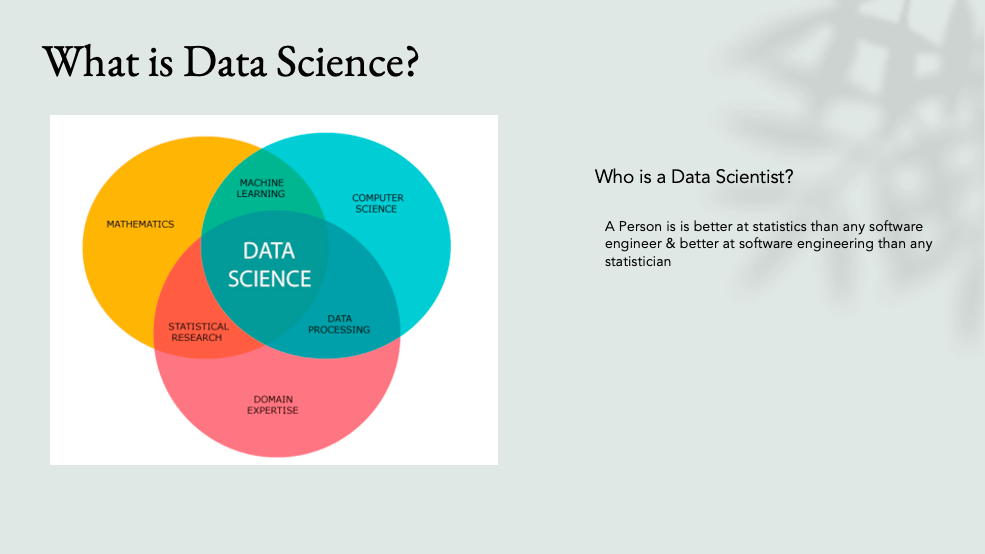 What is Data Science?
MACHINE
LEARNING
COMPUTER
SCIENCE
MATHEMATICS
DATA
SCIENCE
STATISTICAL
RESEARCH
DATA
PROCESSING
DOMAIN
EXPERTISE
Who is a Data Scientist?
A Person is is better at statistics than any software
engineer & better at software engineering than any
statistician